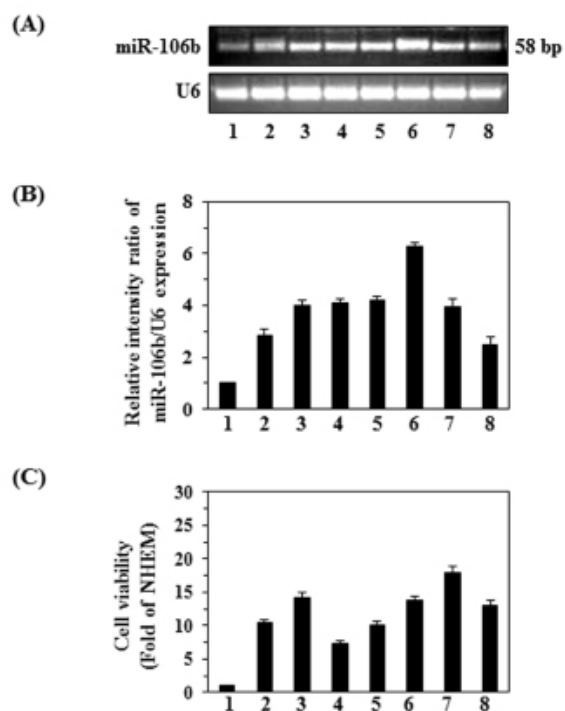 (A)
miR-106b 58 bp
U6
1 2 3 4 5 6 7 8
(B)
Relative intensity ratio of
miR-106b/U6 expression
8
6
4
2
0
1 2 3 4 5 6 7 8
(C)
Cell viability
(Fold of NHEM)
30
25
20
15
10
5
0
1 2 3 4 5 6 7 8